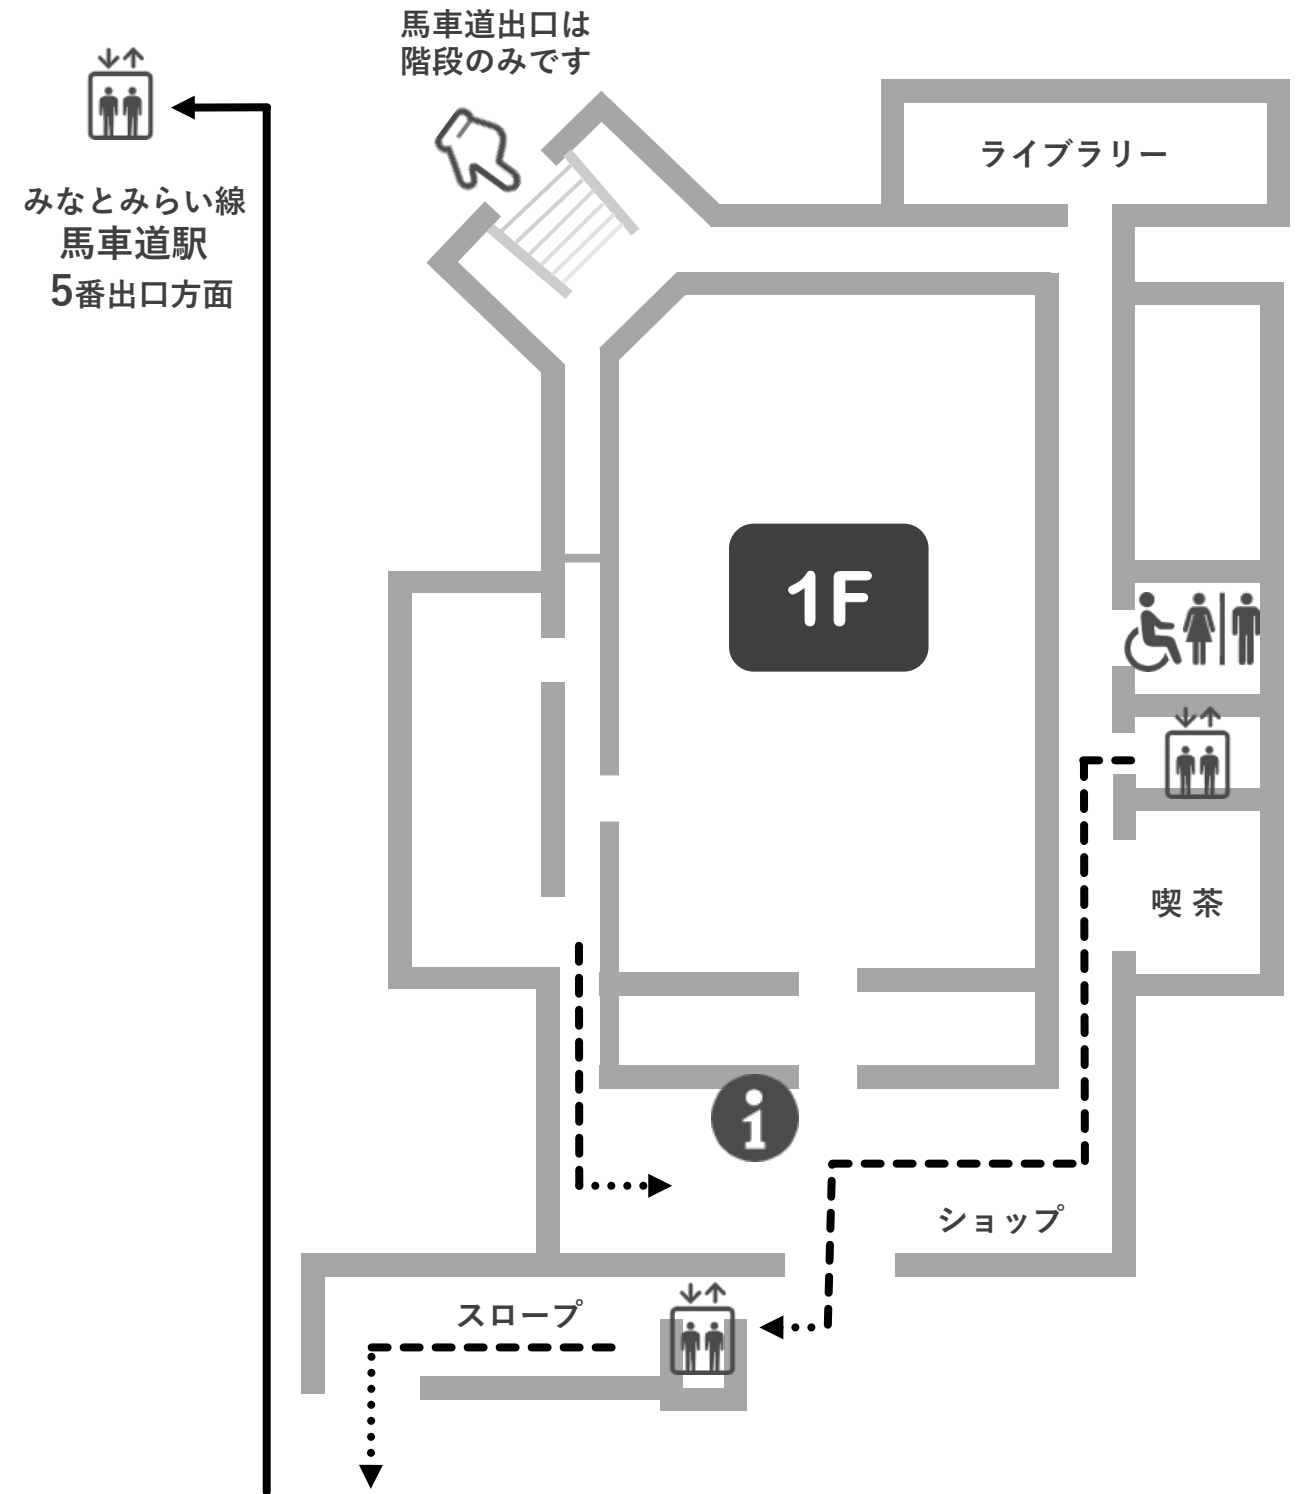 馬車道出口は
階段のみです
みなとみらい線
馬車道駅
5番出口方面
ライブラリー
1F
喫茶
ショップ
スロープ